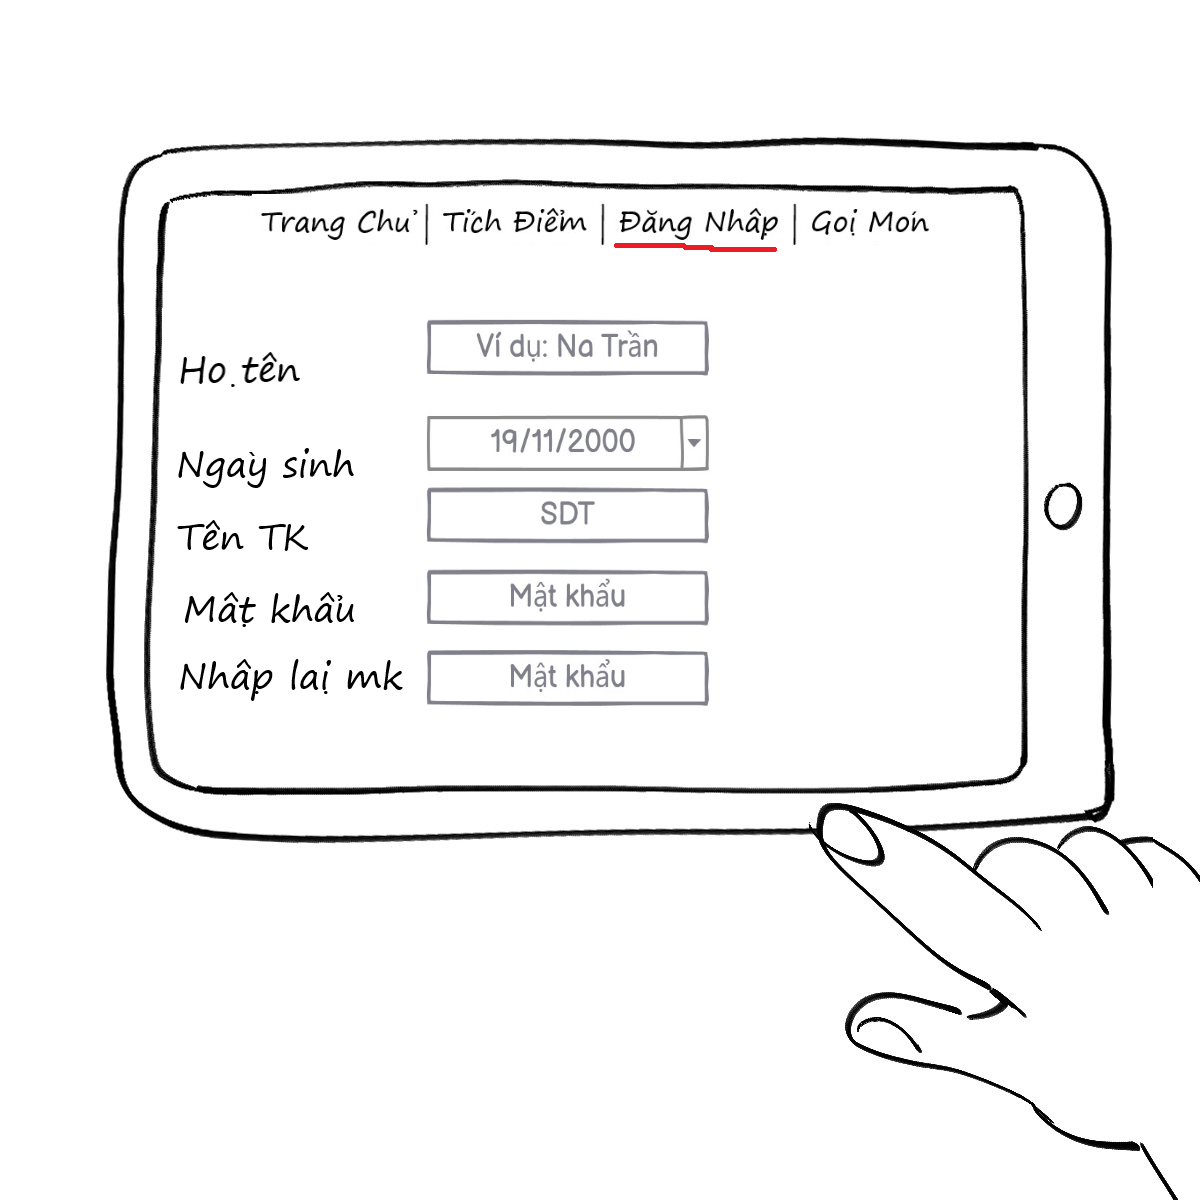 Trang Chủ | Tích Điểm | Đăng Nhập | Gọi Món
Họ tên
Ví dụ: Na Trần
Ngày sinh
19/11/2000
Tên TK
SDT
Mật khẩu
Mật khẩu
Nhập lại mk
Mật khẩu